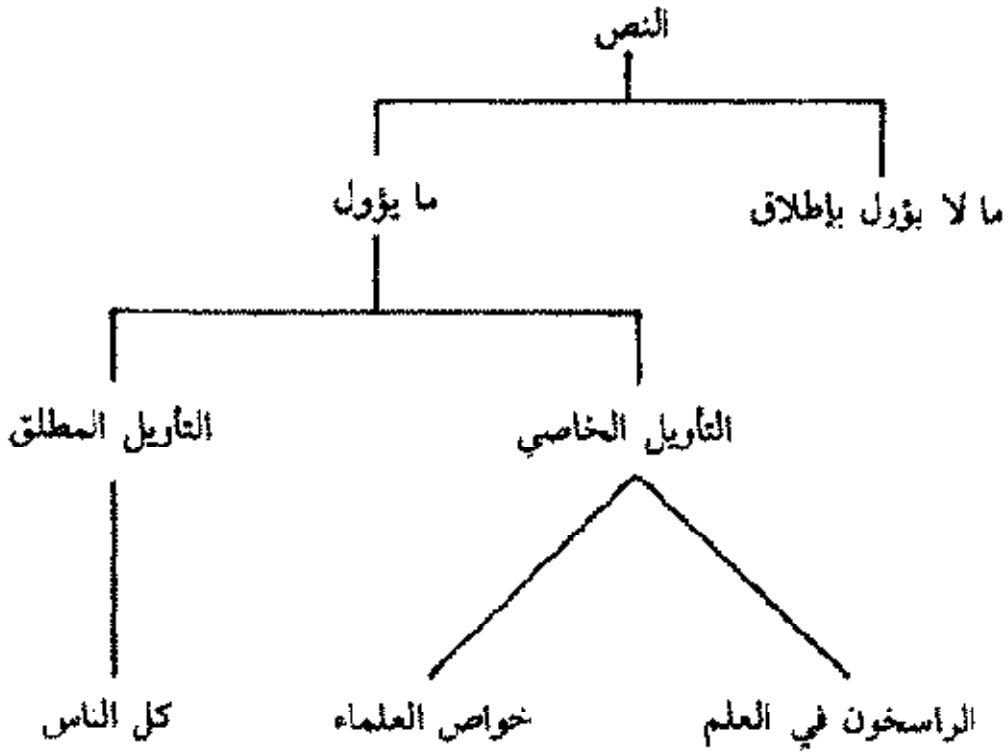 النص
ما لا يؤول بإطلاق
ما يؤول
التأويل الخاصي
التأويل المطلق
الراسخون في العلم
خواص العلماء
كل الناس